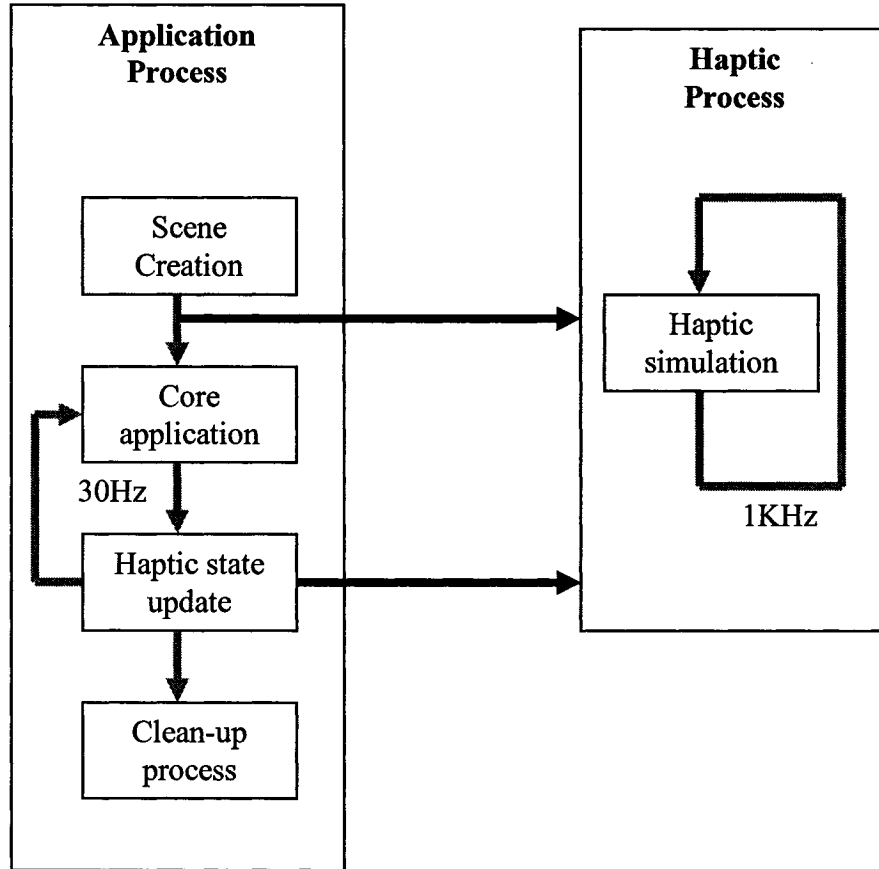 Application
Process
Scene
Creation
Core
application
30Hz
Haptic state
update
Clean-up
process
Haptic
Process
Haptic
simulation
1KHz